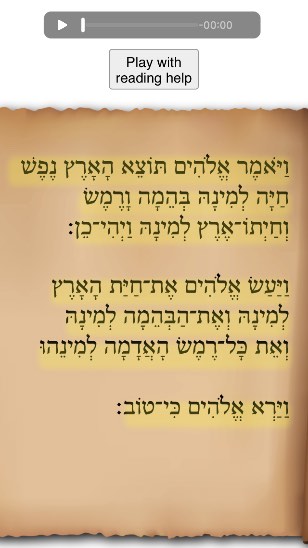 -00:00
Play with
reading help
וַיֹּאמֶר אֱלֹהִים תּוֹצֵא הָאָרֶץ נֶפֶשׁ
חַיָּה לְמִינָהּ בְּהֵמָה וָרֶמֶשׂ
וְחַיְתוֹ־אֶרֶץ לְמִינָהּ וַיְהִי־כֵן׃
וַיַּעַשׂ אֱלֹהִים אֶת־חַיַּת הָאָרֶץ
לְמִינָהּ וְאֶת־הַבְּהֵמָה לְמִינָהּ
וְאֵת כָּל־רֶמֶשׂ הָאֲדָמָה לְמִינֵהוּ
וַיַּרְא אֱלֹהִים כִּי־טוֹב׃